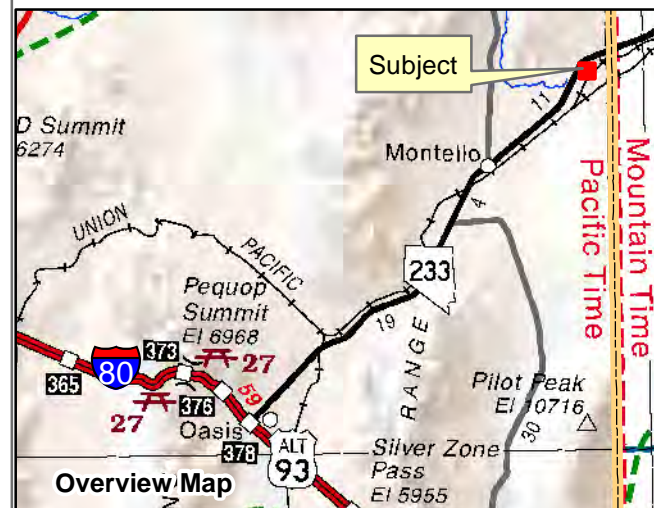 Subject
D Summit
6274
11
Montello
Mountain Time
Pacific Time
4
UNION
PACIFIC
233
Pequop
Summit
El 6968
19
RANGE
373
27
80
365
59
Pilot Peak
El 10716
27
376
30
Oasis
ALT
93
378
Silver Zone
Pass
El 5955
Overview Map